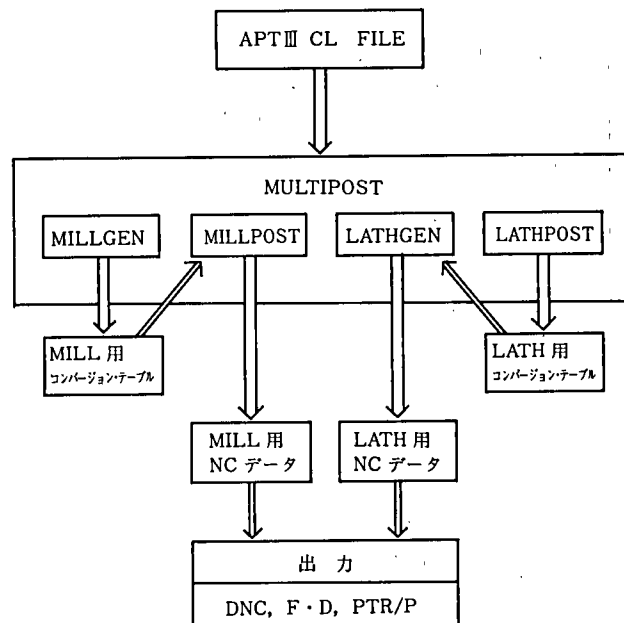 APTⅢ CL FILE
MULTIPOST
MILLGEN
MILLPOST
LATHGEN
LATHPOST
MILL 用
コンバージョン・テーブル
LATH 用
コンバージョン・テーブル
MILL 用
NC データ
LATH 用
NC データ
出 力
DNC, F・D, PTR/P